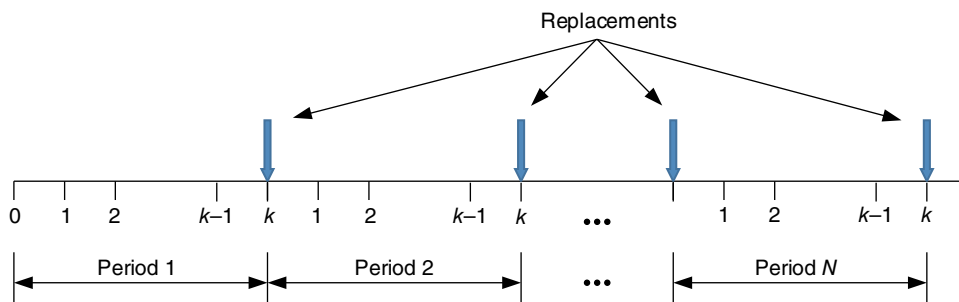 Replacements
0 1 2 k–1 k 1 2 k–1 k ... 1 2 k–1 k
Period 1 Period 2 ... Period N